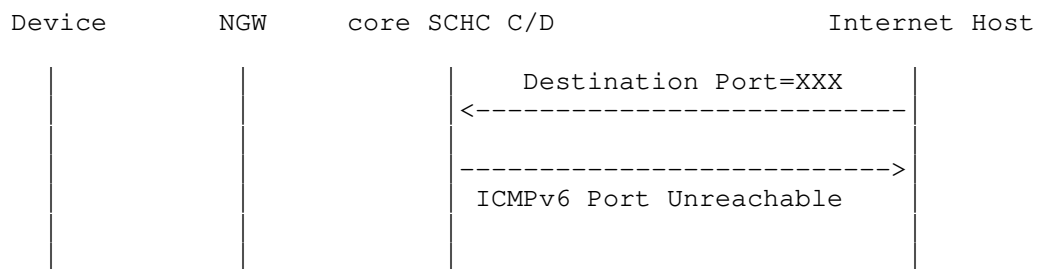 Device NGW core SCHC C/D Internet Host
Destination Port=XXX
ICMPv6 Port Unreachable